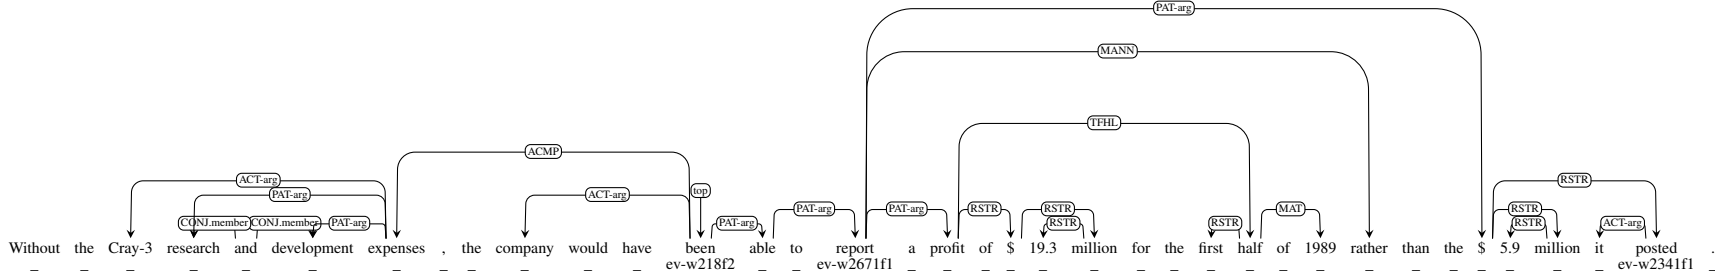 PAT-arg
MANN
TFHL
ACMP
ACT-arg RSTR
PAT-arg ACT-arg top
PAT-arg PAT-arg RSTR RSTR MAT RSTR
CONJ.member CONJ.member PAT-arg PAT-arg RSTR RSTR RSTR ACT-arg
Without the Cray-3 research and development expenses , the company would have been able to report a profit of $ 19.3 million for the first half of 1989 rather than the $ 5.9 million it posted .
_ _ _ _ _ _ _ _ _ _ _ _ ev-w218f2 _ _ ev-w2671f1 _ _ _ _ _ _ _ _ _ _ _ _ _ _ _ _ _ _ _ ev-w2341f1 _